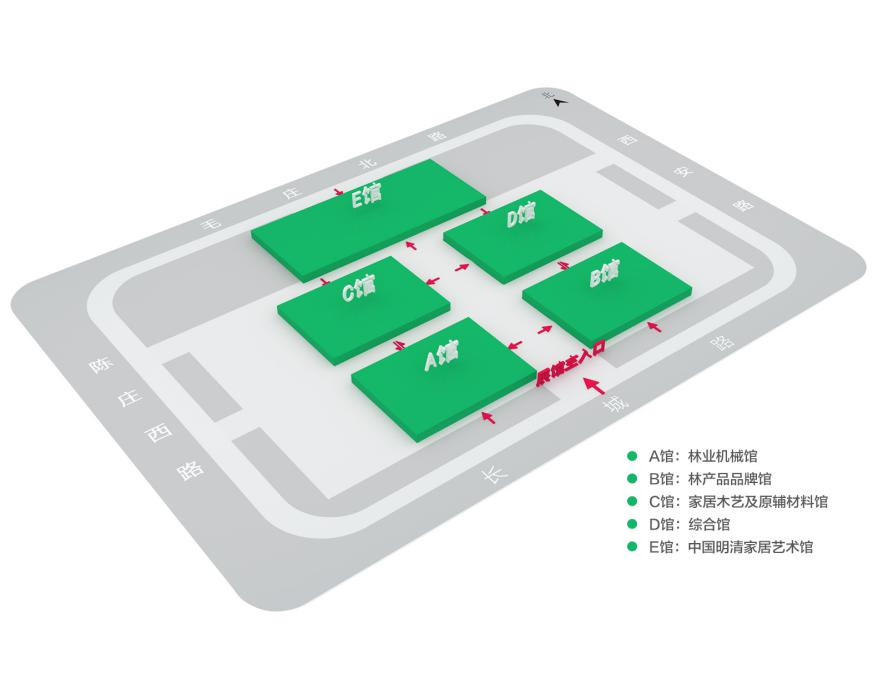 北
毛庄北路
西安路
E馆
D馆
C馆
B馆
A馆
展馆主入口
陈庄西路
长城路
A馆：林业机械馆
B馆：林产品品牌馆
C馆：家居木艺及原辅材料馆
D馆：综合馆
E馆：中国明清家居艺术馆